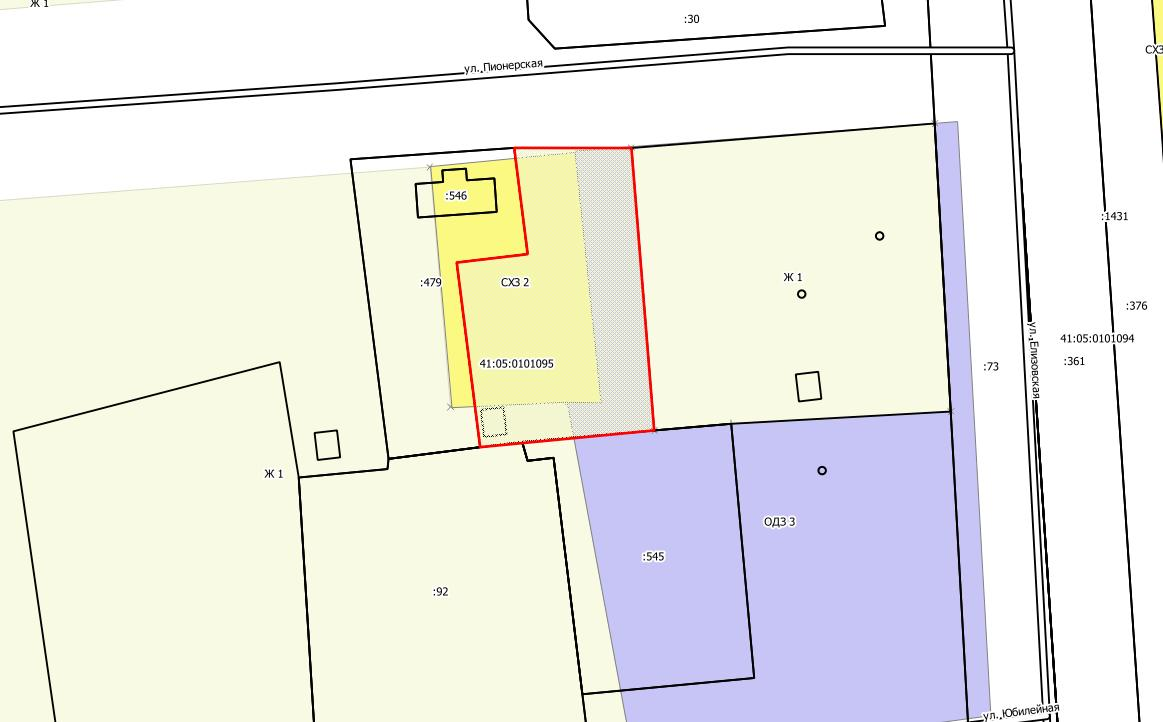 Ж 1
:30
СХЗ
ул. Пионерская
:546
:1431
:479
СХЗ 2
Ж 1
:376
ул. Елизовская
41:05:0101094
:361
:73
41:05:0101095
Ж 1
ОДЗ 3
:545
:92
ул. Юбилейная